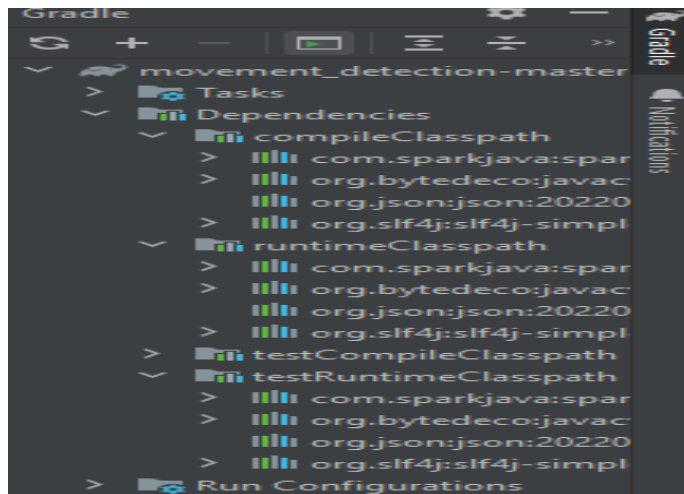 Gradle
movement_detection-master
Tasks
Dependencies
compileClasspath
com.sparkjava:spar
org.bytedeco:javac
org.json:json:20220
org.slf4j:slf4j-simpl
runtimeClasspath
com.sparkjava:spar
org.bytedeco:javac
org.json:json:20220
org.slf4j:slf4j-simpl
testCompileClasspath
testRuntimeClasspath
com.sparkjava:spar
org.bytedeco:javac
org.json:json:20220
org.slf4j:slf4j-simpl
Run Configurations
Gradle
Notifications